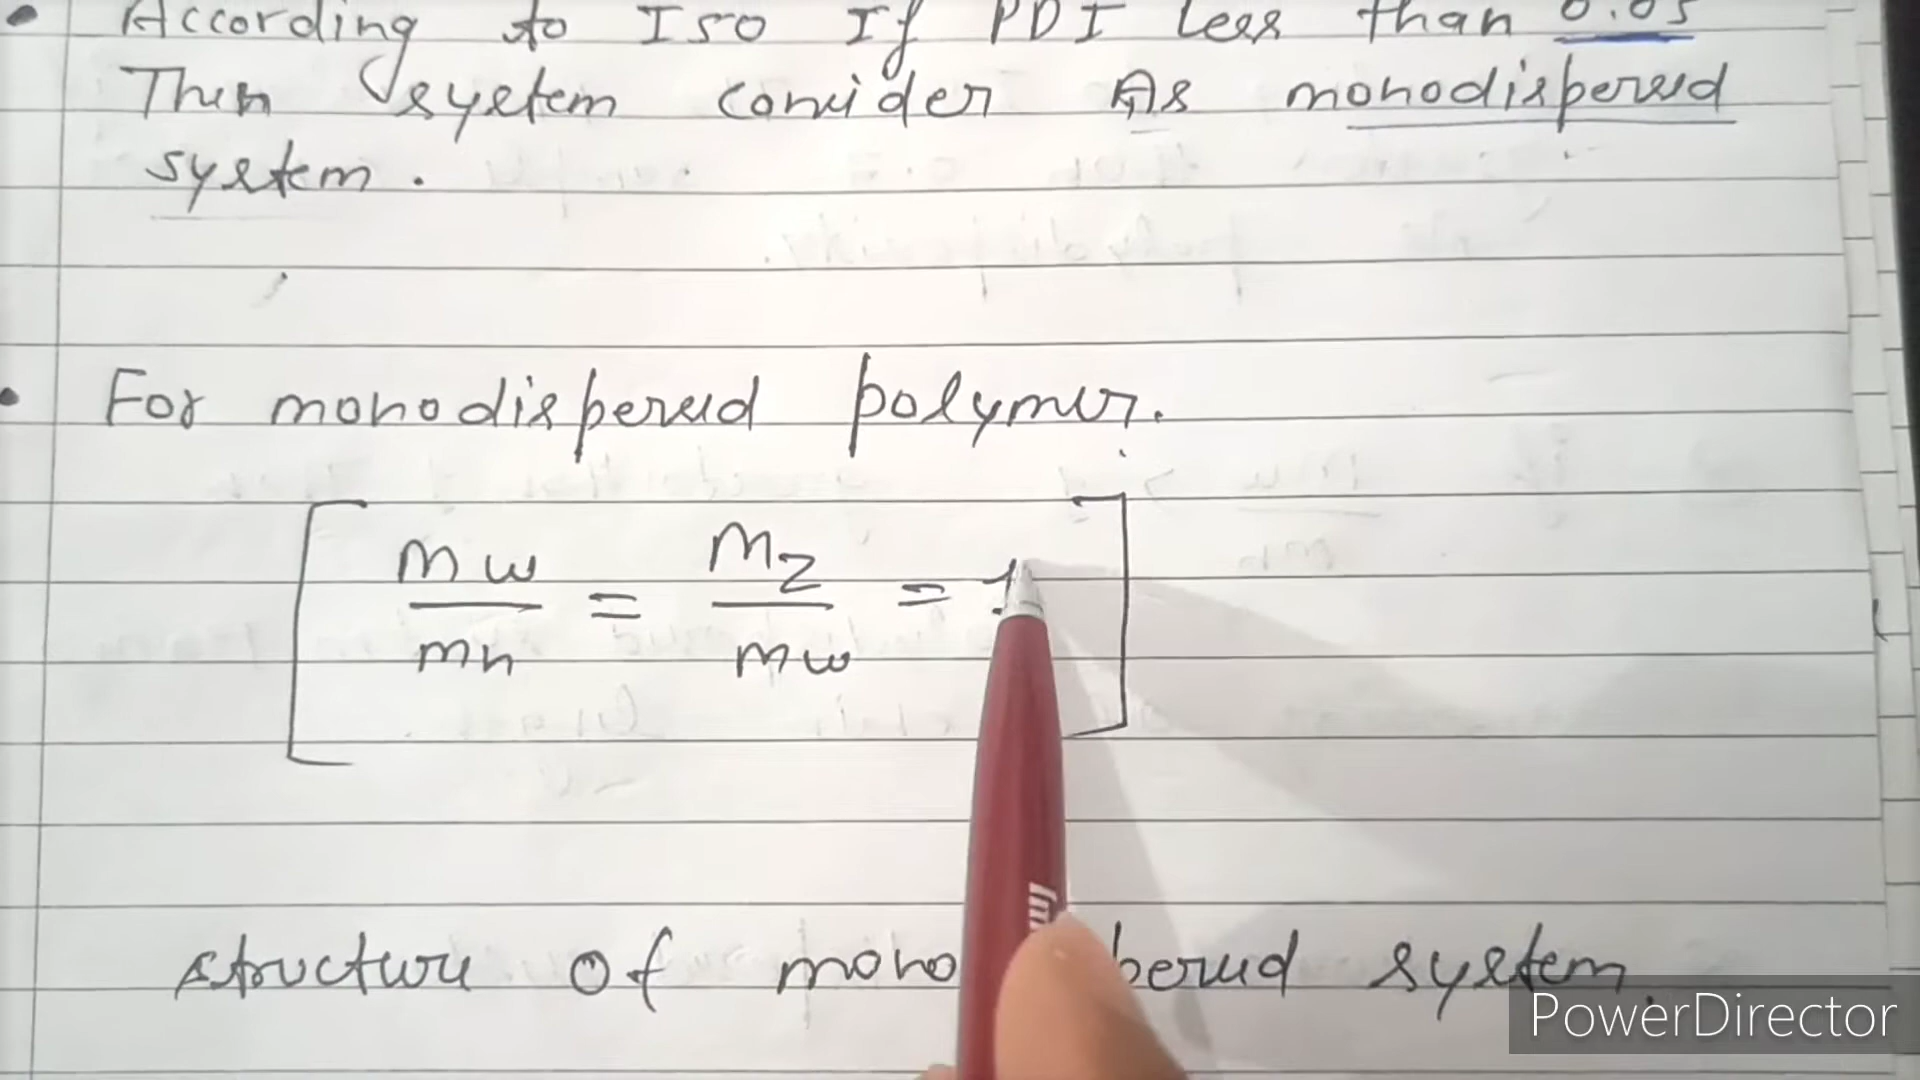 • According to ISO If PDI Less than 0.05
Then system consider As monodispersed
system.
• For monodispersed polymer.
Mw = Mz = 1
mn mw
structure of mono persed system.
PowerDirector